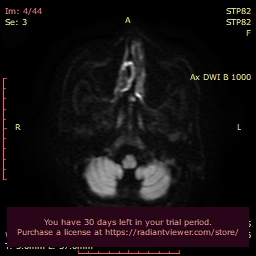 Im: 4/44
Se: 3
A
STP82
STP82
F
Ax DWI B 1000
R
L
You have 30 days left in your trial period.
Purchase a license at https://radiantviewer.com/store/